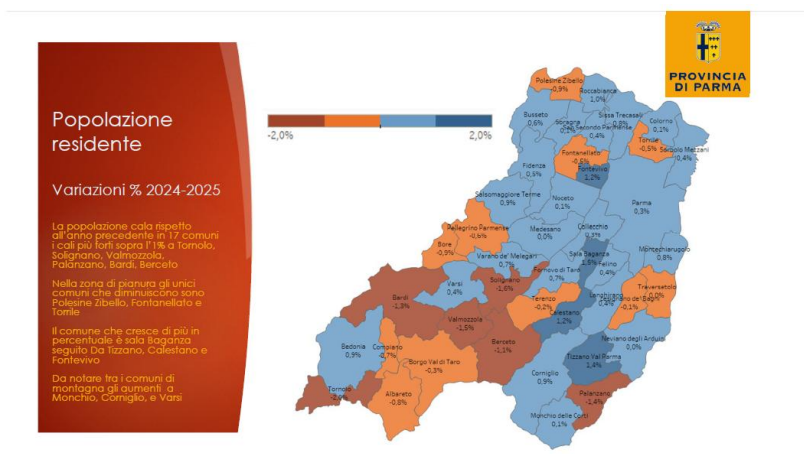 PROVINCIA
DI PARMA
Popolazione
residente
Variazioni % 2024-2025
La popolazione cala rispetto
all'anno precedente in 17 comuni
i cali più forti sopra l'1% a Tornolo,
Solignano, Valmozzola,
Palanzano, Bardi, Berceto
Nella zona di pianura gli unici
comuni che diminuiscono sono
Polesine Zibello, Fontanellato e
Torrile
Il comune che cresce di più in
percentuale è sala Baganza
seguito Da Tizzano, Calestano e
Fontevivo
Da notare tra i comuni di
montagna gli aumenti a
Monchio, Corniglio, e Varsi
-2,0%
2,0%
Polesine Zibello
-0,9%
Roccabianca
1,0%
Busseto
0,6%
Soragna
Sissa Trecasali
San Secondo Parmense
0,4%
Colorno
0,1%
Torrile
-0,5%
Sorbolo Mezzani
0,4%
Fontanellato
Fontevivo
1,2%
Fidenza
Salsomaggiore Terme
0,9%
Noceto
0,1%
Parma
0,3%
Pellegrino Parmense
-0,6%
Medesano
0,0%
Collecchio
Bore
Varano de' Melegari
0,7%
Sala Baganza
1,5%
Felino
0,4%
Montechiarugolo
0,8%
Fornovo di Taro
0,7%
Solignano
-1,6%
Varsi
0,4%
Bardi
-1,3%
Terenzo
-0,2%
Langhirano
0,4%
-0,1%
Traversetolo
0,0%
Calestano
1,2%
Valmozzola
-1,5%
Berceto
-1,1%
Neviano degli Arduini
0,0%
Bedonia
0,9%
Compiano
-0,7%
Borgo Val di Taro
-0,3%
Tizzano Val Parma
1,4%
Corniglio
0,9%
Tornolo
Albareto
-0,8%
Palanzano
-1,4%
Monchio delle Corti
0,1%